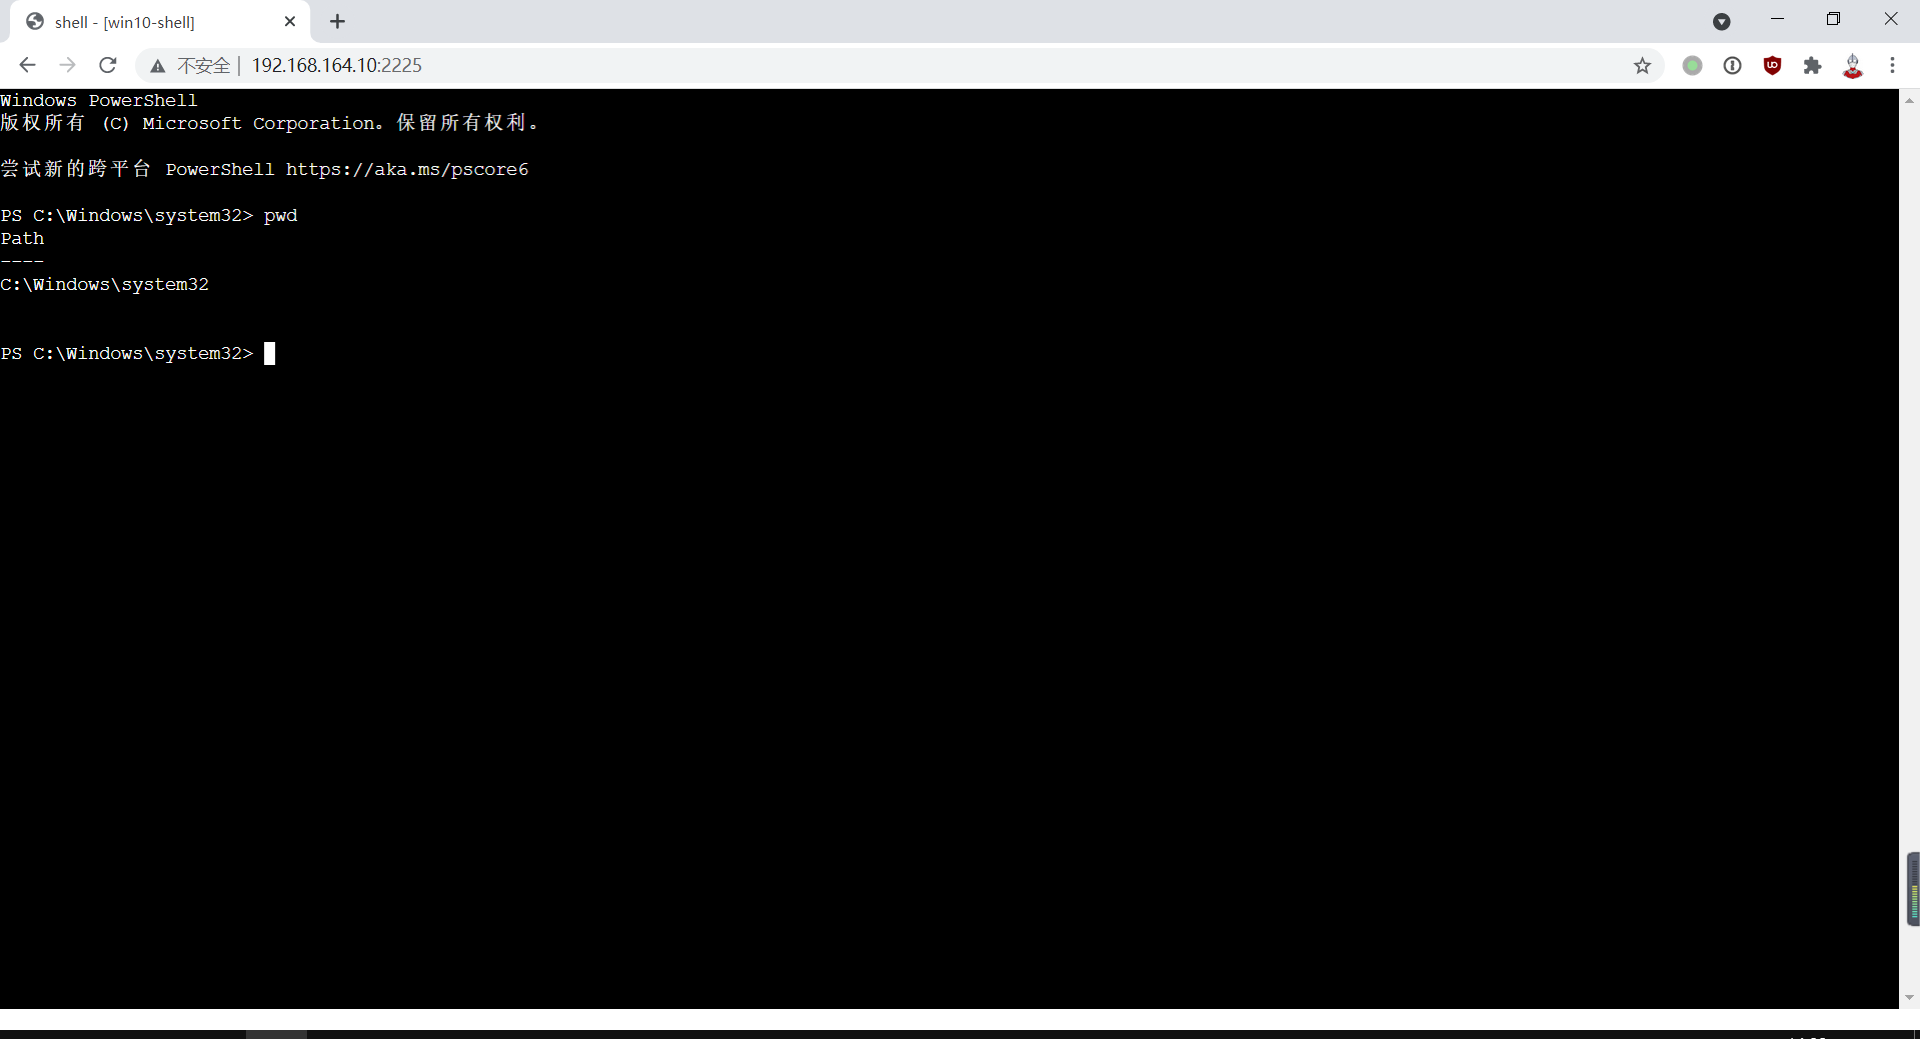 shell - [win10-shell]
不安全 | 192.168.164.10:2225
Windows PowerShell
版权所有 (C) Microsoft Corporation。保留所有权利。
尝试新的跨平台 PowerShell https://aka.ms/pscore6
PS C:\Windows\system32> pwd
Path
----
C:\Windows\system32
PS C:\Windows\system32>